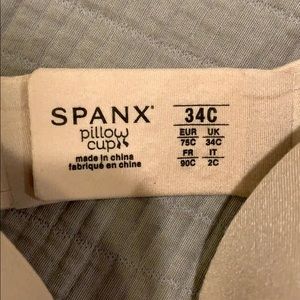 SPANX®
pillow
cup
made in china
fabriqué en chine
34C
EUR UK
75C 34C
FR IT
90C 2C